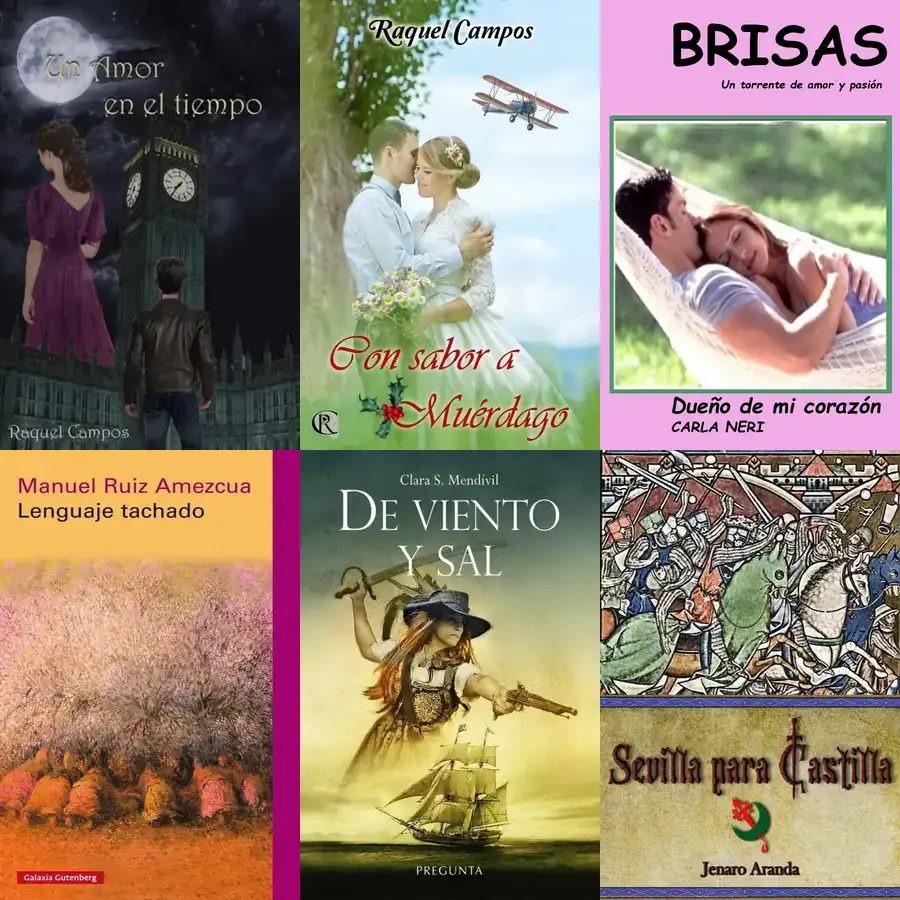 Un Amor
en el tiempo
Raquel Campos
Raquel Campos
Con sabor a
Muérdago
BRISAS
Un torrente de amor y pasión
Dueño de mi corazón
CARLA NERI
Manuel Ruiz Amezcua
Lenguaje tachado
Galaxia Gutenberg
Clara S. Mendívil
DE VIENTO
Y SAL
PREGUNTA
Sevilla para Castilla
Jenaro Aranda